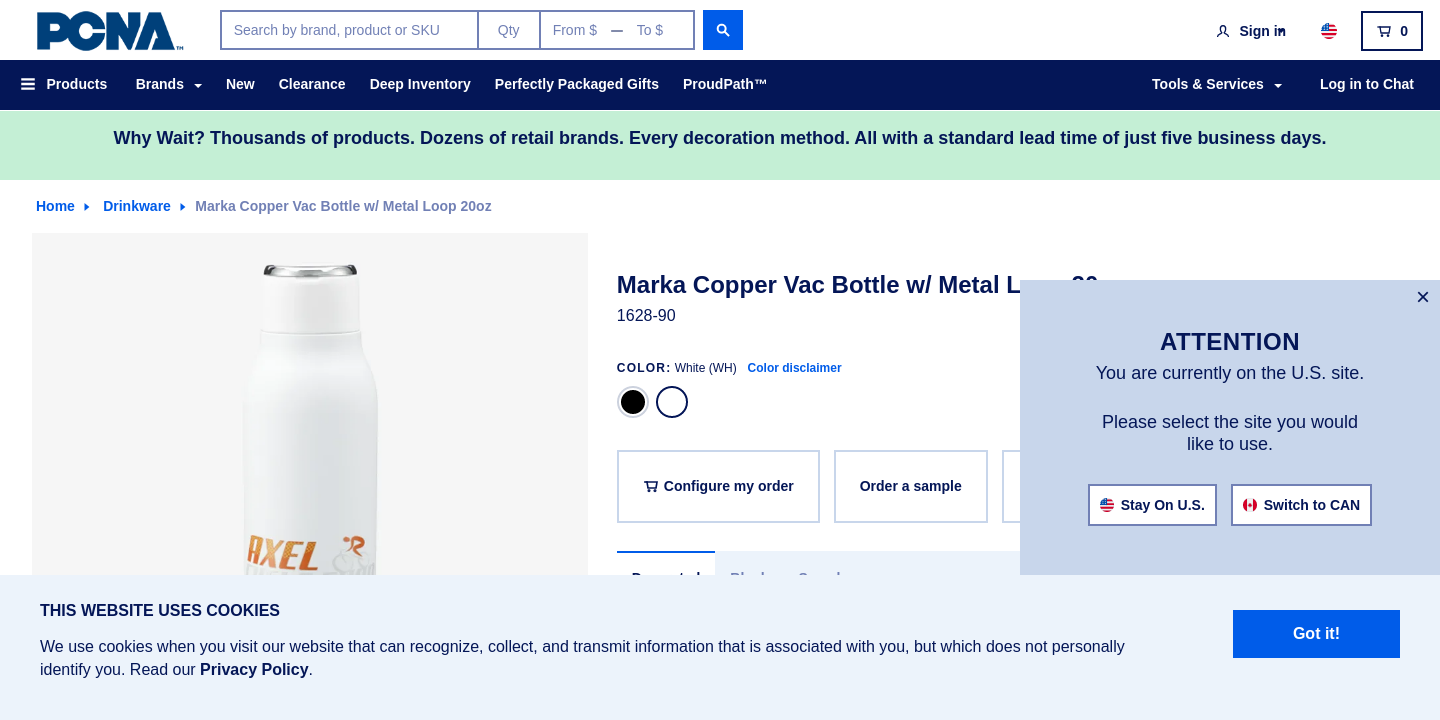 PCNA™
Search by brand, product or SKU
Qty
From $ — To $
Sign in
0
Products
Brands
New
Clearance
Deep Inventory
Perfectly Packaged Gifts
ProudPath™
Tools & Services
Log in to Chat
Why Wait? Thousands of products. Dozens of retail brands. Every decoration method. All with a standard lead time of just five business days.
Home
Drinkware
Marka Copper Vac Bottle w/ Metal Loop 20oz
AXEL
Marka Copper Vac Bottle w/ Metal
1628-90
COLOR: White (WH) Color disclaimer
Configure my order
Order a sample
×
ATTENTION
You are currently on the U.S. site.
Please select the site you would
like to use.
Stay On U.S.
Switch to CAN
THIS WEBSITE USES COOKIES
We use cookies when you visit our website that can recognize, collect, and transmit information that is associated with you, but which does not personally
identify you. Read our Privacy Policy.
Got it!